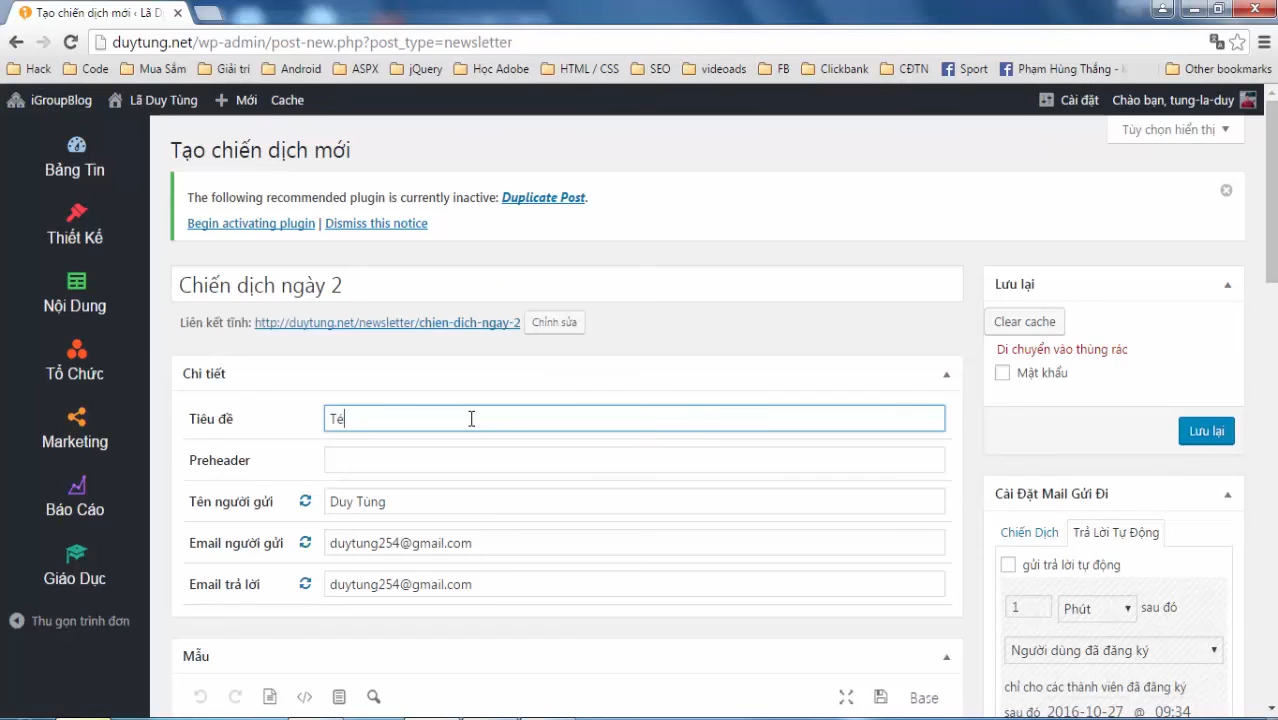 Tạo chiến dịch mới ‹ Lã D
duytung.net/wp-admin/post-new.php?post_type=newsletter
Hack Code Mua Sắm Giải trí Android ASPX jQuery Học Adobe HTML / CSS SEO videoads FB Clickbank CĐTN Sport Phạm Hùng Thắng - Other bookmarks
iGroupBlog Lã Duy Tùng Mới Cache Cài đặt Chào bạn, tung-la-duy
Tùy chọn hiển thị
Bảng Tin
Thiết Kế
Nội Dung
Tổ Chức
Marketing
Báo Cáo
Giáo Dục
Thu gọn trình đơn
Tạo chiến dịch mới
The following recommended plugin is currently inactive: Duplicate Post.
Begin activating plugin | Dismiss this notice
Chiến dịch ngày 2
Liên kết tĩnh: http://duytung.net/newsletter/chien-dich-ngay-2 Chỉnh sửa
Chi tiết
Tiêu đề Té
Preheader
Tên người gửi Duy Tùng
Email người gửi duytung254@gmail.com
Email trả lời duytung254@gmail.com
Mẫu
Base
Lưu lại
Clear cache
Di chuyển vào thùng rác
Mật khẩu
Lưu lại
Cài Đặt Mail Gửi Đi
Chiến Dịch Trả Lời Tự Động
gửi trả lời tự động
1 Phút sau đó
Người dùng đã đăng ký
chỉ cho các thành viên đã đăng ký
sau đó 2016-10-27 @ 09:34